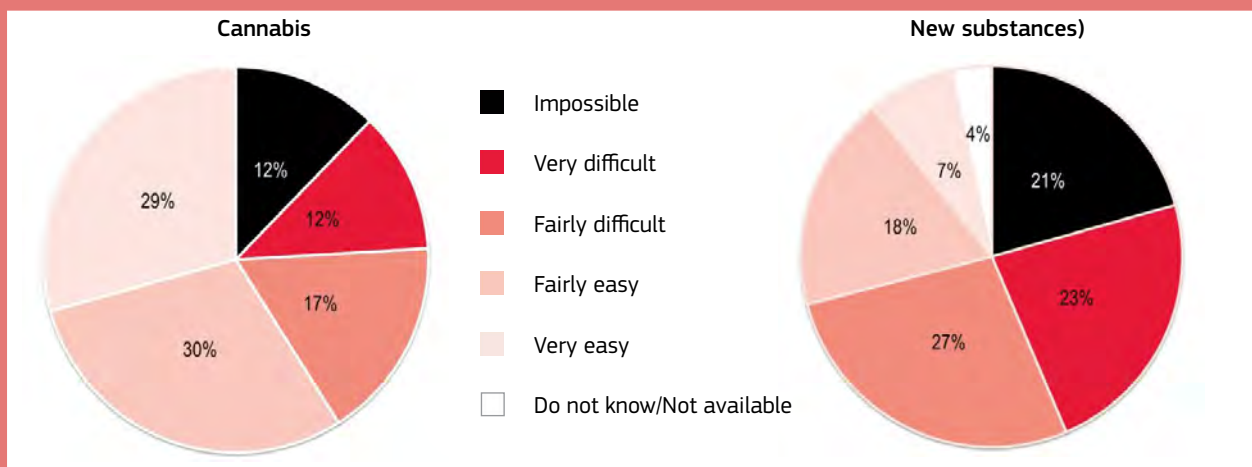 Cannabis
12%
12%
17%
30%
29%
Impossible
Very difficult
Fairly difficult
Fairly easy
Very easy
Do not know/Not available
New substances)
21%
23%
27%
18%
7%
4%